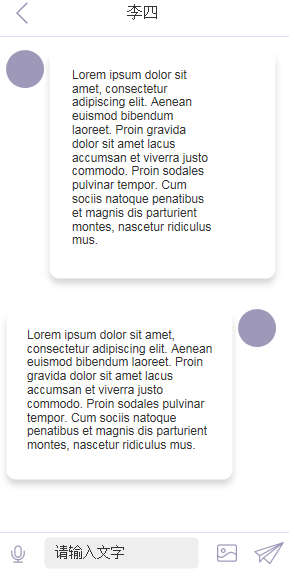 李四
Lorem ipsum dolor sit
amet, consectetur
adipiscing elit. Aenean
euismod bibendum
laoreet. Proin gravida
dolor sit amet lacus
accumsan et viverra justo
commodo. Proin sodales
pulvinar tempor. Cum
sociis natoque penatibus
et magnis dis parturient
montes, nascetur ridiculus
mus.
Lorem ipsum dolor sit amet,
consectetur adipiscing elit. Aenean
euismod bibendum laoreet. Proin
gravida dolor sit amet lacus
accumsan et viverra justo
commodo. Proin sodales pulvinar
tempor. Cum sociis natoque
penatibus et magnis dis parturient
montes, nascetur ridiculus mus.
请输入文字